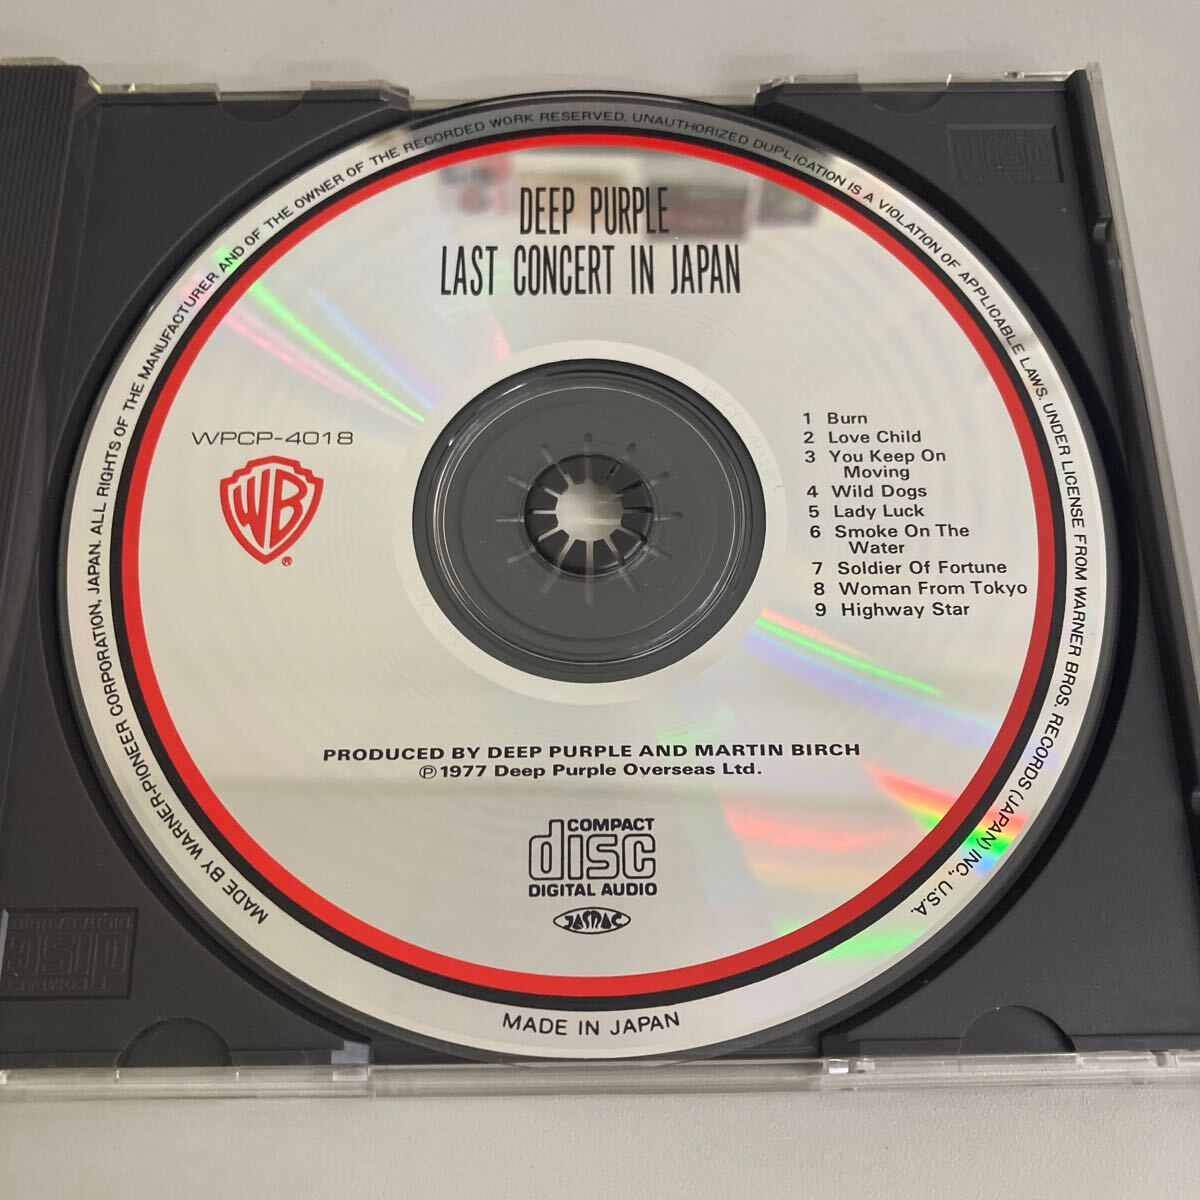 DEEP PURPLE
LAST CONCERT IN JAPAN
WPCP-4018
WB
®
1 Burn
2 Love Child
3 You Keep On
Moving
4 Wild Dogs
5 Lady Luck
6 Smoke On The
Water
7 Soldier Of Fortune
8 Woman From Tokyo
9 Highway Star
PRODUCED BY DEEP PURPLE AND MARTIN BIRCH
℗1977 Deep Purple Overseas Ltd.
COMPACT
disc
DIGITAL AUDIO
JASRAC
MADE BY WARNER-PIONEER CORPORATION, JAPAN. ALL RIGHTS OF THE MANUFACTURER AND OF THE OWNER OF THE RECORDED WORK RESERVED. UNAUTHORIZED DUPLICATION IS A VIOLATION OF APPLICABLE LAWS. UNDER LICENSE FROM WARNER BROS. RECORDS (JAPAN) INC., U.S.A.
MADE IN JAPAN
disc
COMPACT
disc
DIGITAL AUDIO